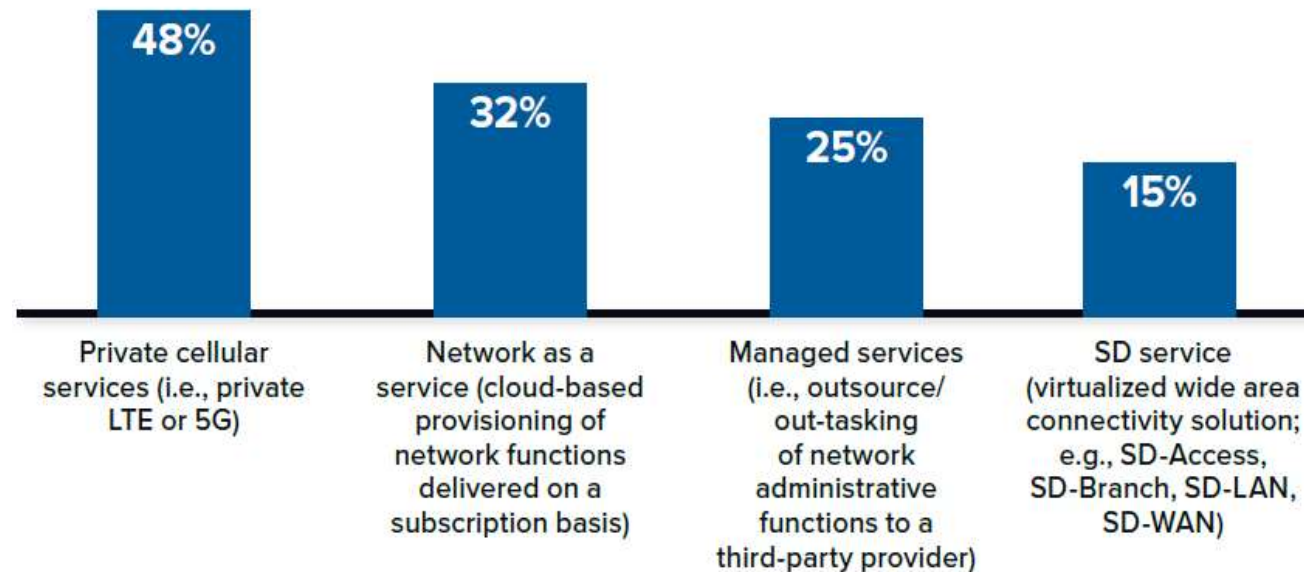 48%
32%
25%
15%
Private cellular
services (i.e., private
LTE or 5G)
Network as a
service (cloud-based
provisioning of
network functions
delivered on a
subscription basis)
Managed services
(i.e., outsource/
out-tasking
of network
administrative
functions to a
third-party provider)
SD service
(virtualized wide area
connectivity solution;
e.g., SD-Access,
SD-Branch, SD-LAN,
SD-WAN)